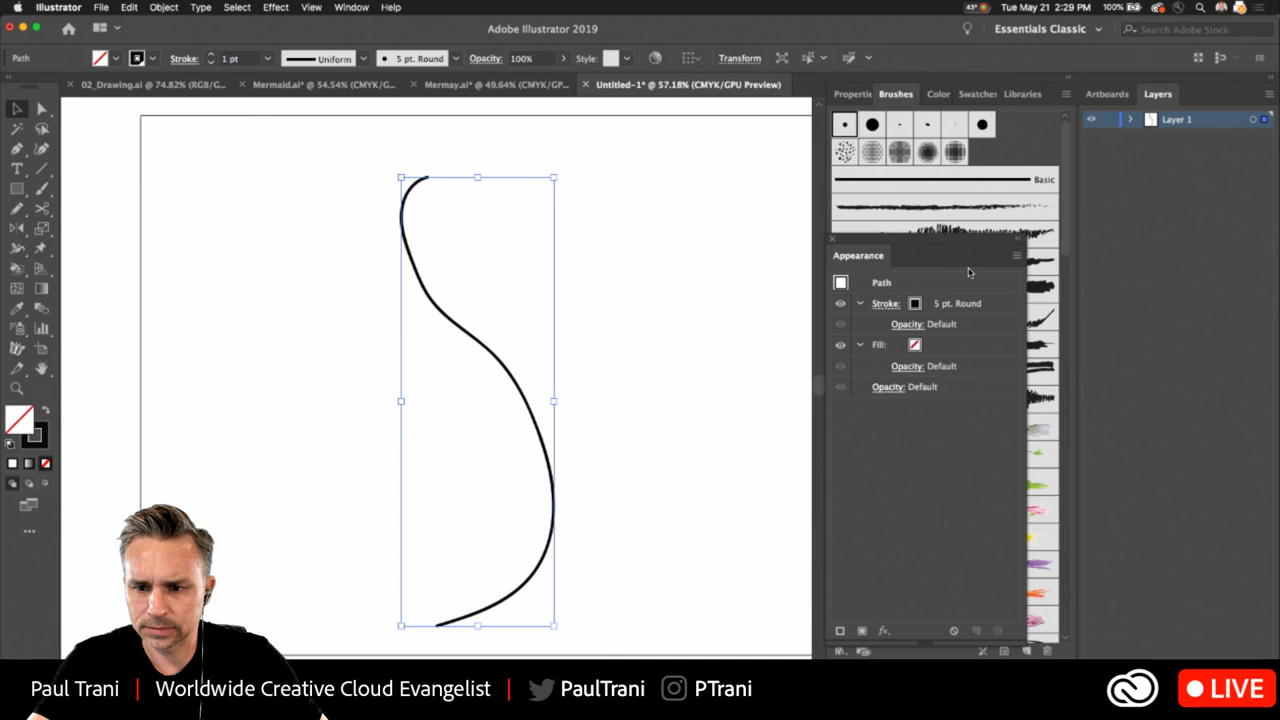 Illustrator File Edit Object Type Select Effect View Window Help 43° 100% Tue May 21 2:29 PM
Adobe Illustrator 2019 Essentials Classic Search Adobe Stock
Path Stroke: 1 pt Uniform 5 pt. Round Opacity: 100% Style: Transform
02_Drawing.ai @ 74.82% (RGB/G... Mermaid.ai* @ 54.54% (CMYK/G... Mermay.ai* @ 49.64% (CMYK/GP... Untitled-1* @ 57.18% (CMYK/GPU Preview)
Properti Brushes Color Swatches Libraries Artboards Layers
Layer 1
Basic
Appearance
Path
Stroke: 5 pt. Round
Opacity: Default
Fill:
Opacity: Default
Opacity: Default
fx
Paul Trani | Worldwide Creative Cloud Evangelist | PaulTrani PTrani LIVE